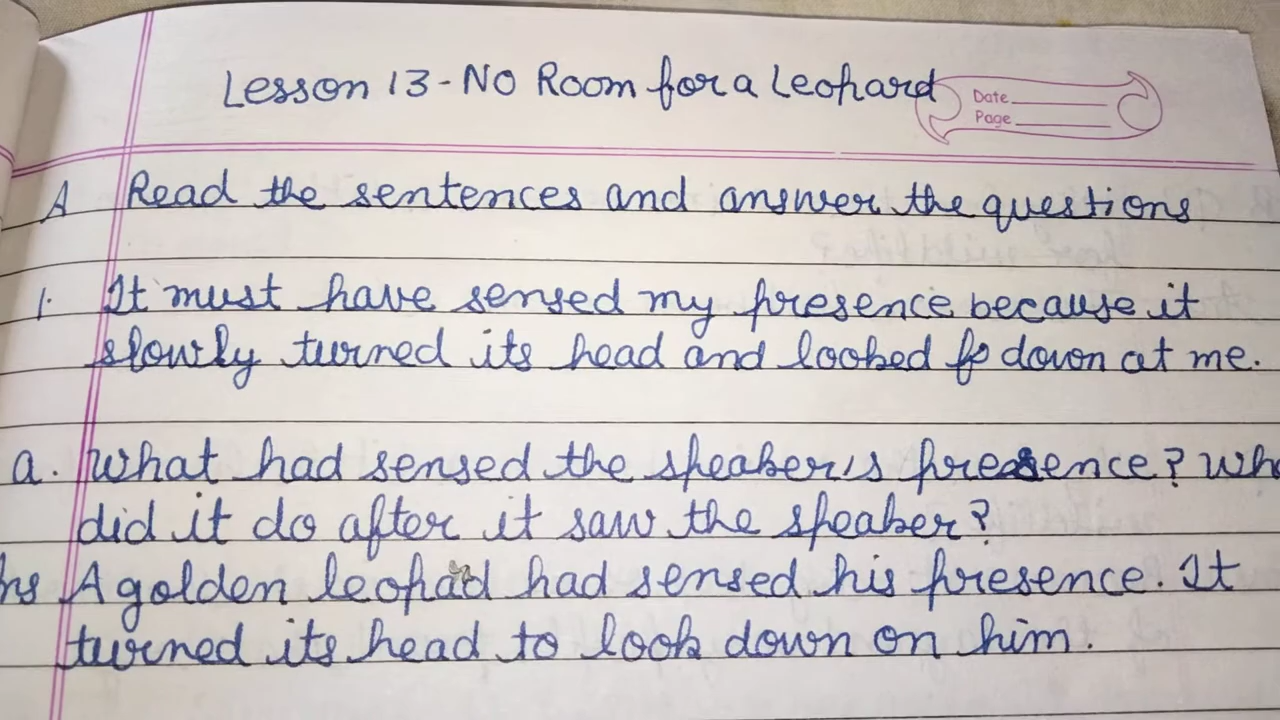 Lesson 13-No Room for a Leopard
Date
Page
A Read the sentences and answer the questions
1. It must have sensed my presence because it
slowly turned its head and looked down at me.
a. What had sensed the speaker's presence? Wh
did it do after it saw the speaker?
Ans A golden leopad had sensed his presence. It
turned its head to look down on him.